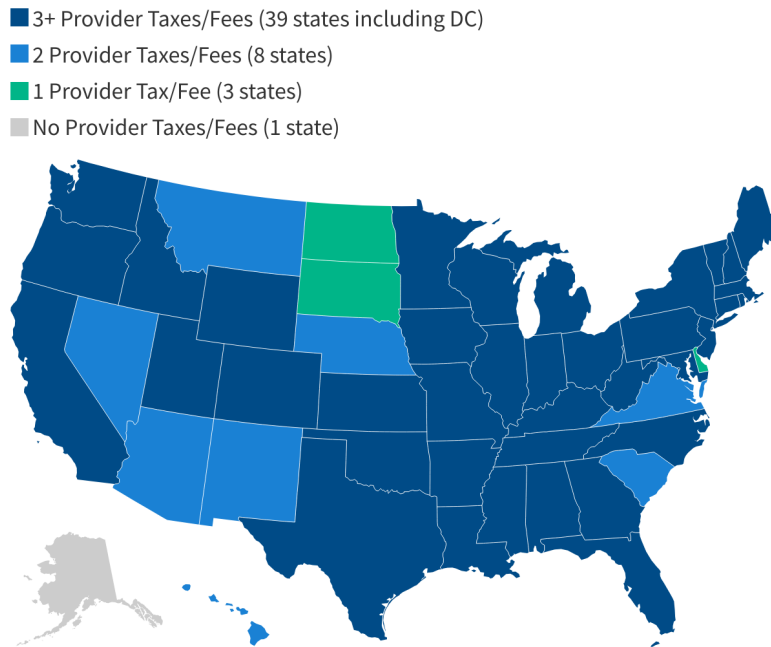 3+ Provider Taxes/Fees (39 states including DC)
2 Provider Taxes/Fees (8 states)
1 Provider Tax/Fee (3 states)
No Provider Taxes/Fees (1 state)